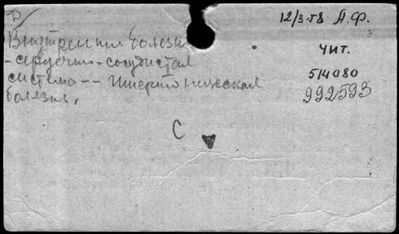 Р
12/3-58 А.Ф.
Внутренние болезни
- сердечно-сосудистая
система -- Гипертоническая
болезнь.
Чит.
514080
992593
С